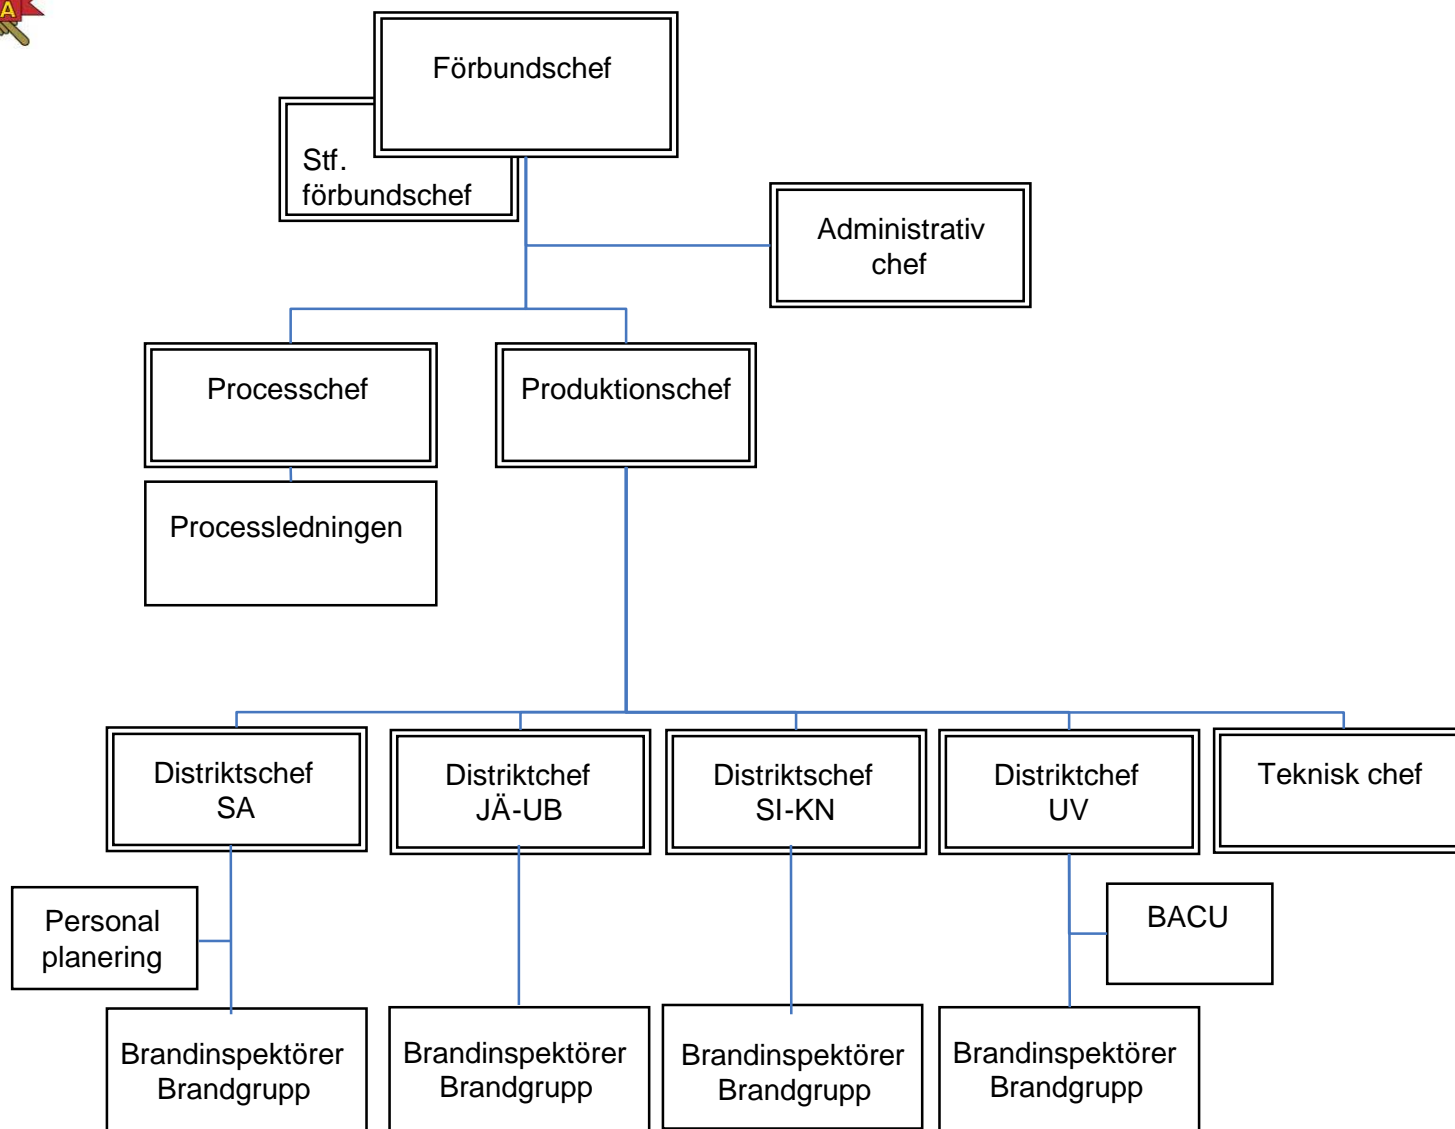 A
Förbundschef
Stf.
förbundschef
Administrativ
chef
Processchef
Produktionschef
Processledningen
Distriktschef
SA
Distriktchef
JÄ-UB
Distriktschef
SI-KN
Distriktchef
UV
Teknisk chef
Personal
planering
BACU
Brandinspektörer
Brandgrupp
Brandinspektörer
Brandgrupp
Brandinspektörer
Brandgrupp
Brandinspektörer
Brandgrupp